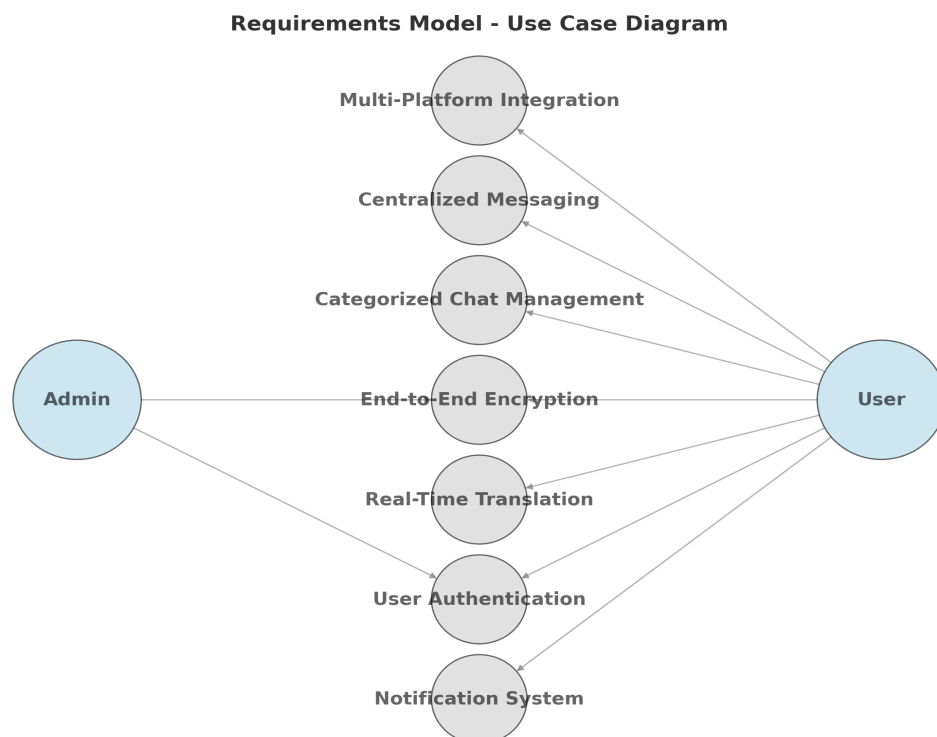 Requirements Model - Use Case Diagram
Multi-Platform Integration
Centralized Messaging
Categorized Chat Management
Admin
End-to-End Encryption
User
Real-Time Translation
User Authentication
Notification System